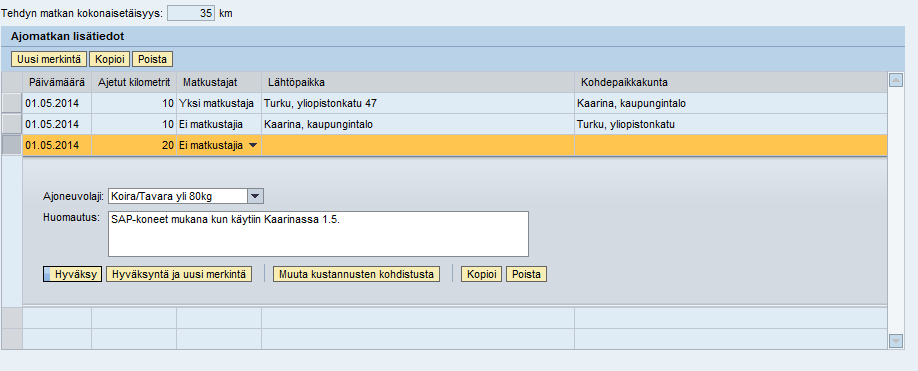 Tehdyn matkan kokonaisetäisyys: 35 km
Ajomatkan lisätiedot
Uusi merkintä Kopioi Poista
Päivämäärä Ajetut kilometrit Matkustajat Lähtöpaikka Kohdepaikkakunta
01.05.2014 10 Yksi matkustaja Turku, yliopistonkatu 47 Kaarina, kaupungintalo
01.05.2014 10 Ei matkustajia Kaarina, kaupungintalo Turku, yliopistonkatu
01.05.2014 20 Ei matkustajia
Ajoneuvolaji: Koira/Tavara yli 80kg
Huomautus: SAP-koneet mukana kun käytiin Kaarinassa 1.5.
Hyväksy Hyväksyntä ja uusi merkintä Muuta kustannusten kohdistusta Kopioi Poista